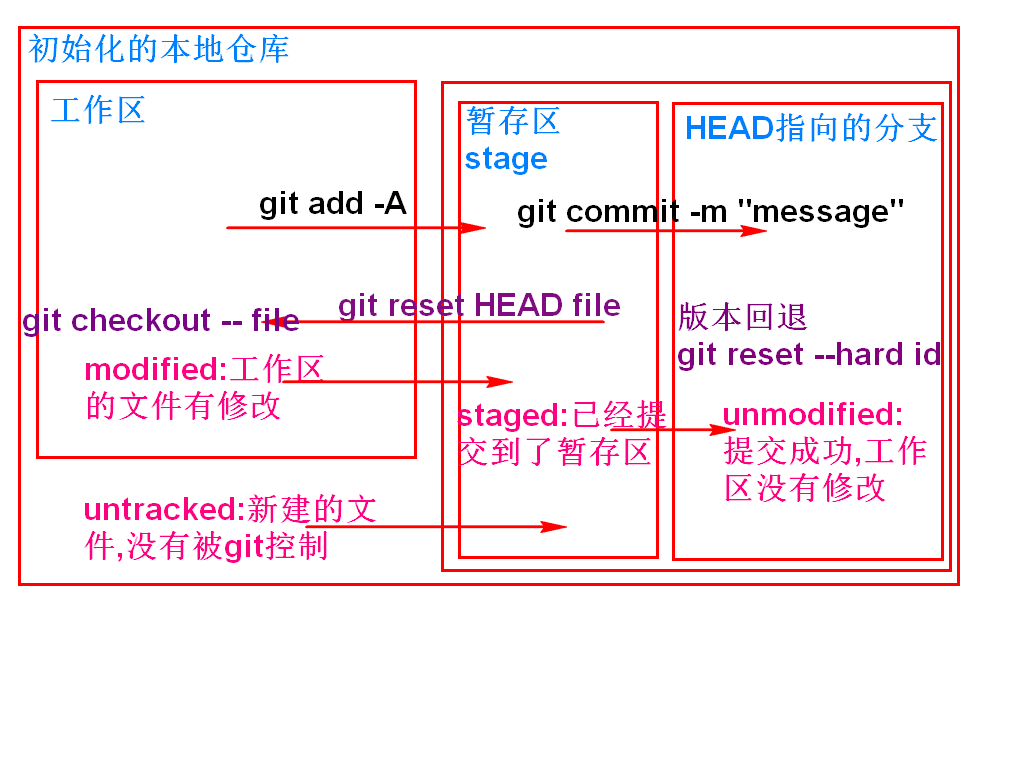 初始化的本地仓库
工作区
暂存区
stage
HEAD指向的分支
git add -A
git commit -m "message"
git checkout -- file
git reset HEAD file
版本回退
git reset --hard id
modified:工作区
的文件有修改
staged:已经提
交到了暂存区
unmodified:
提交成功,工作
区没有修改
untracked:新建的文
件,没有被git控制